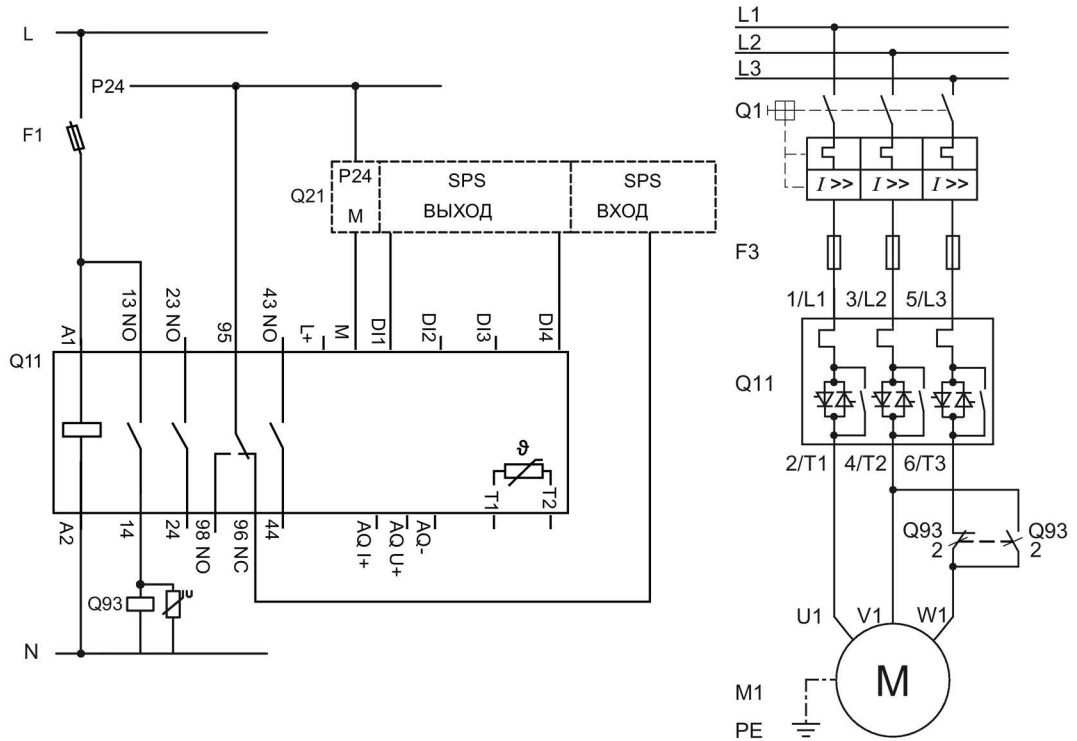 L
P24
F1
Q21
P24
M
SPS
ВЫХОД
SPS
ВХОД
A1
13 NO
23 NO
95
43 NO
L+
M
DI1
DI2
DI3
DI4
Q11
ϑ
T1
T2
A2
14
24
98 NO
96 NC
44
AQ I+
AQ U+
AQ-
Q93
U
N
L1
L2
L3
Q1
I >>
I >>
I >>
F3
1/L1
3/L2
5/L3
Q11
2/T1
4/T2
6/T3
Q93
2
Q93
2
U1
V1
W1
M
M1
PE